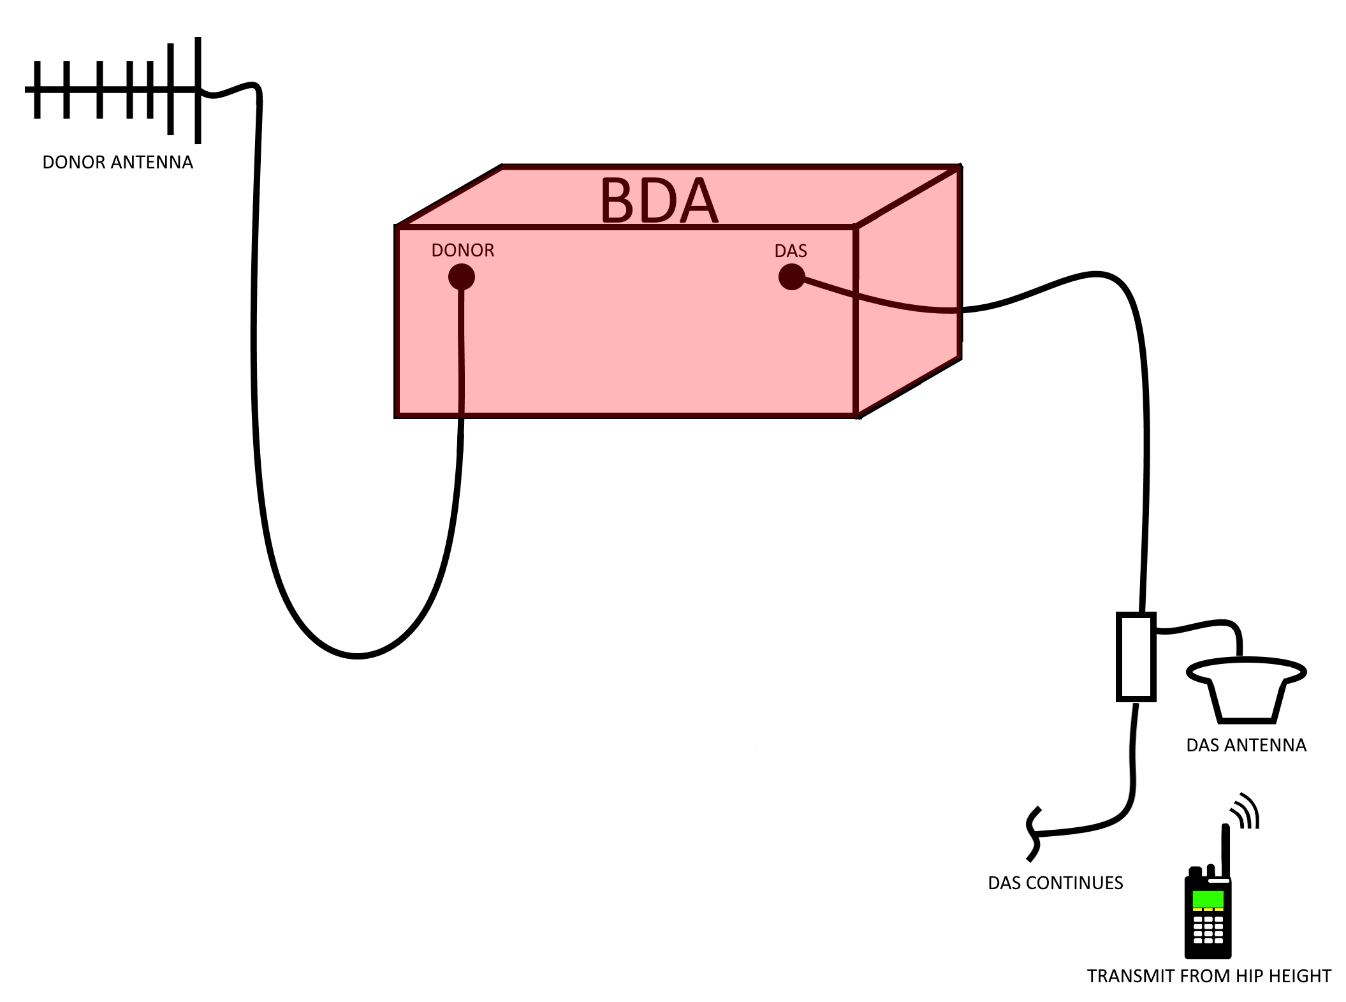 DONOR ANTENNA
BDA
DONOR
DAS
DAS ANTENNA
DAS CONTINUES
TRANSMIT FROM HIP HEIGHT